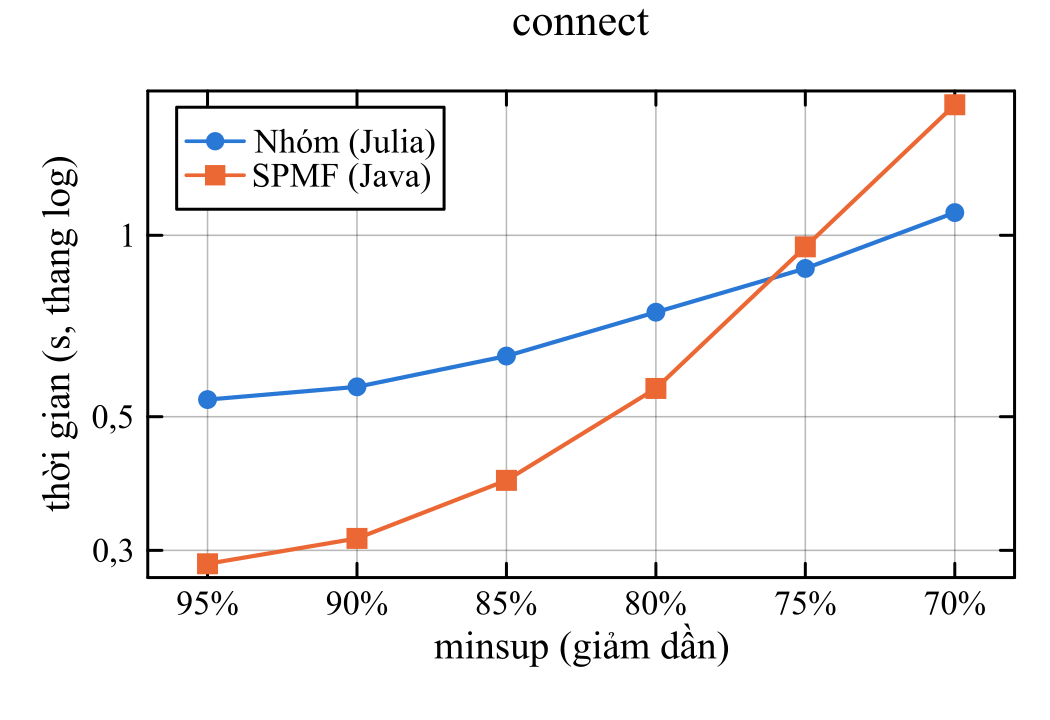 connect
Nhóm (Julia)
SPMF (Java)
thời gian (s, thang log)
1
0,5
0,3
95% 90% 85% 80% 75% 70%
minsup (giảm dần)